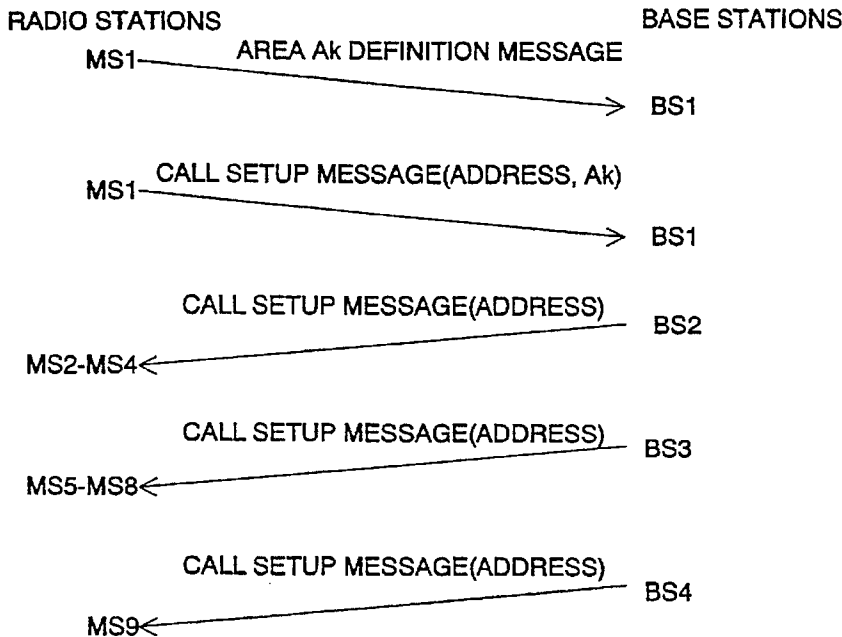 RADIO STATIONS
BASE STATIONS
MS1
AREA Ak DEFINITION MESSAGE
BS1
MS1
CALL SETUP MESSAGE(ADDRESS, Ak)
BS1
CALL SETUP MESSAGE(ADDRESS)
BS2
MS2-MS4
CALL SETUP MESSAGE(ADDRESS)
BS3
MS5-MS8
CALL SETUP MESSAGE(ADDRESS)
BS4
MS9